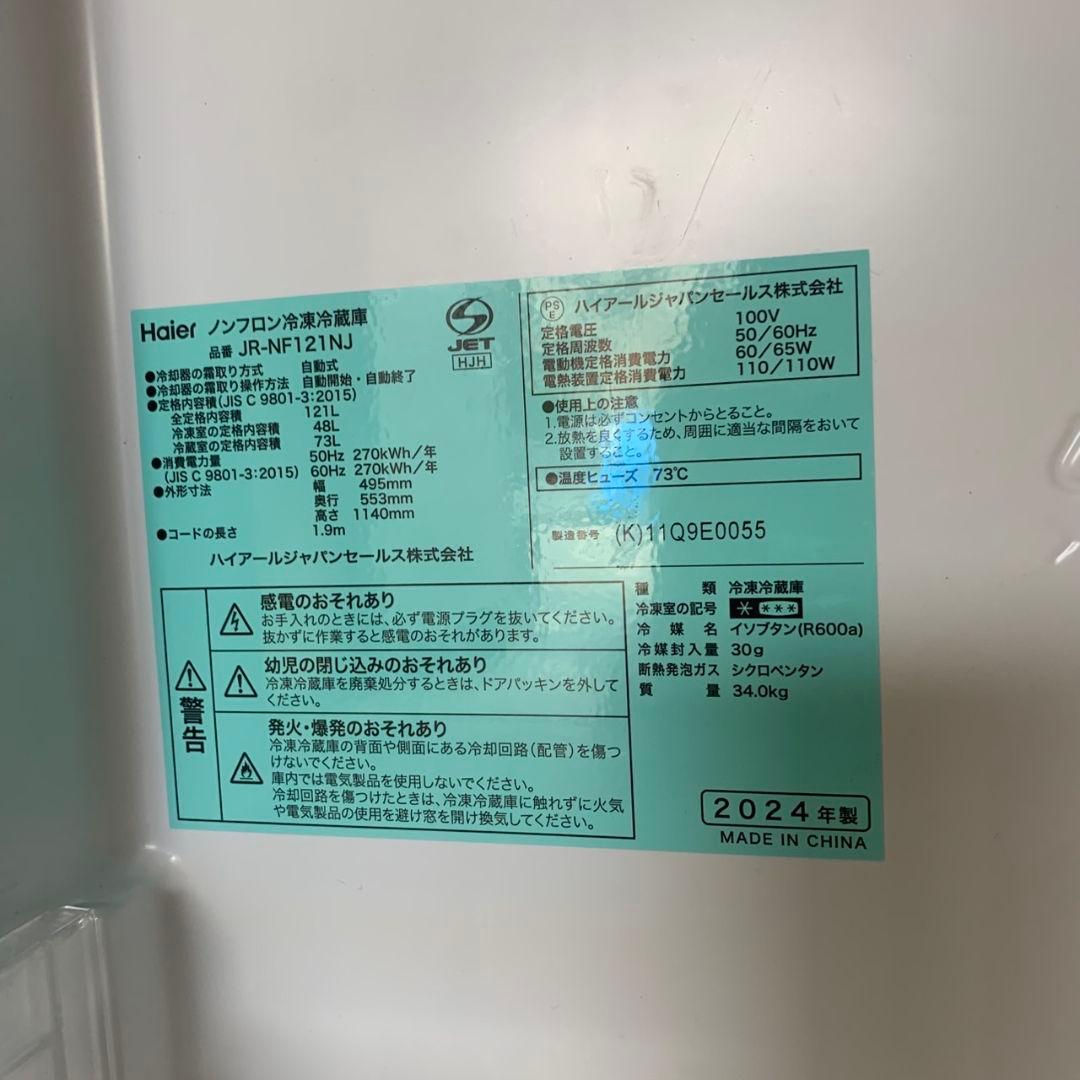 Haier ノンフロン冷凍冷蔵庫
品番 JR-NF121NJ
JET
HJH
●冷却器の霜取り方式 自動式
●冷却器の霜取り操作方法 自動開始・自動終了
●定格内容積(JIS C 9801-3:2015)
全定格内容積 121L
冷凍室の定格内容積 48L
冷蔵室の定格内容積 73L
●消費電力量 50Hz 270kWh/年
(JIS C 9801-3:2015) 60Hz 270kWh/年
●外形寸法 幅 495mm
奥行 553mm
高さ 1140mm
●コードの長さ 1.9m
ハイアールジャパンセールス株式会社
PS
E
ハイアールジャパンセールス株式会社
定格電圧 100V
定格周波数 50/60Hz
電動機定格消費電力 60/65W
電熱装置定格消費電力 110/110W
●使用上の注意
1.電源は必ずコンセントからとること。
2.放熱を良くするため、周囲に適当な間隔をおいて
設置すること。
●温度ヒューズ 73℃
製造番号 (K)11Q9E0055
種類 冷凍冷蔵庫
冷凍室の記号 * ***
冷媒名 イソブタン(R600a)
冷媒封入量 30g
断熱発泡ガス シクロペンタン
質量 34.0kg
2024年製
MADE IN CHINA
警告
感電のおそれあり
お手入れのときには、必ず電源プラグを抜いてください。
抜かずに作業すると感電のおそれがあります。
幼児の閉じ込みのおそれあり
冷凍冷蔵庫を廃棄処分するときは、ドアパッキンを外して
ください。
発火・爆発のおそれあり
冷凍冷蔵庫の背面や側面にある冷却回路(配管)を傷つ
けないでください。
庫内では電気製品を使用しないでください。
冷却回路を傷つけたときは、冷凍冷蔵庫に触れずに火気
や電気製品の使用を避け窓を開け換気してください。